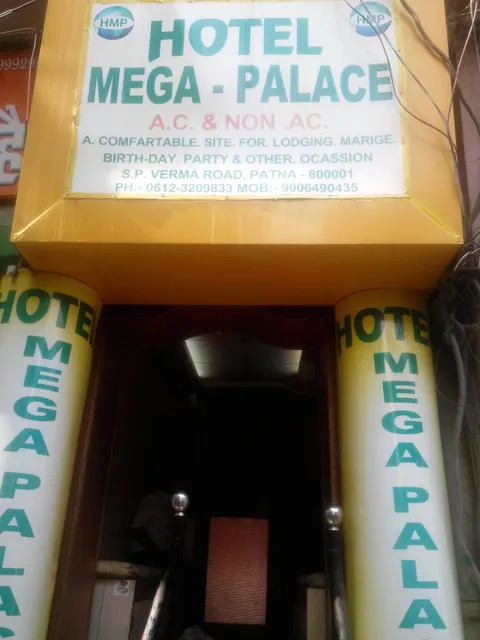 HMP HMP
HOTEL
MEGA - PALACE
A.C. & NON .AC.
A. COMFARTABLE. SITE. FOR. LODGING. MARIGE.
BIRTH-DAY. PARTY & OTHER. OCASSION
S.P. VERMA ROAD, PATNA - 800001
PH:- 0612-3209833 MOB:- 9006490435
HOTEL
MEGA PALAC
HOTE
MEGA PALA